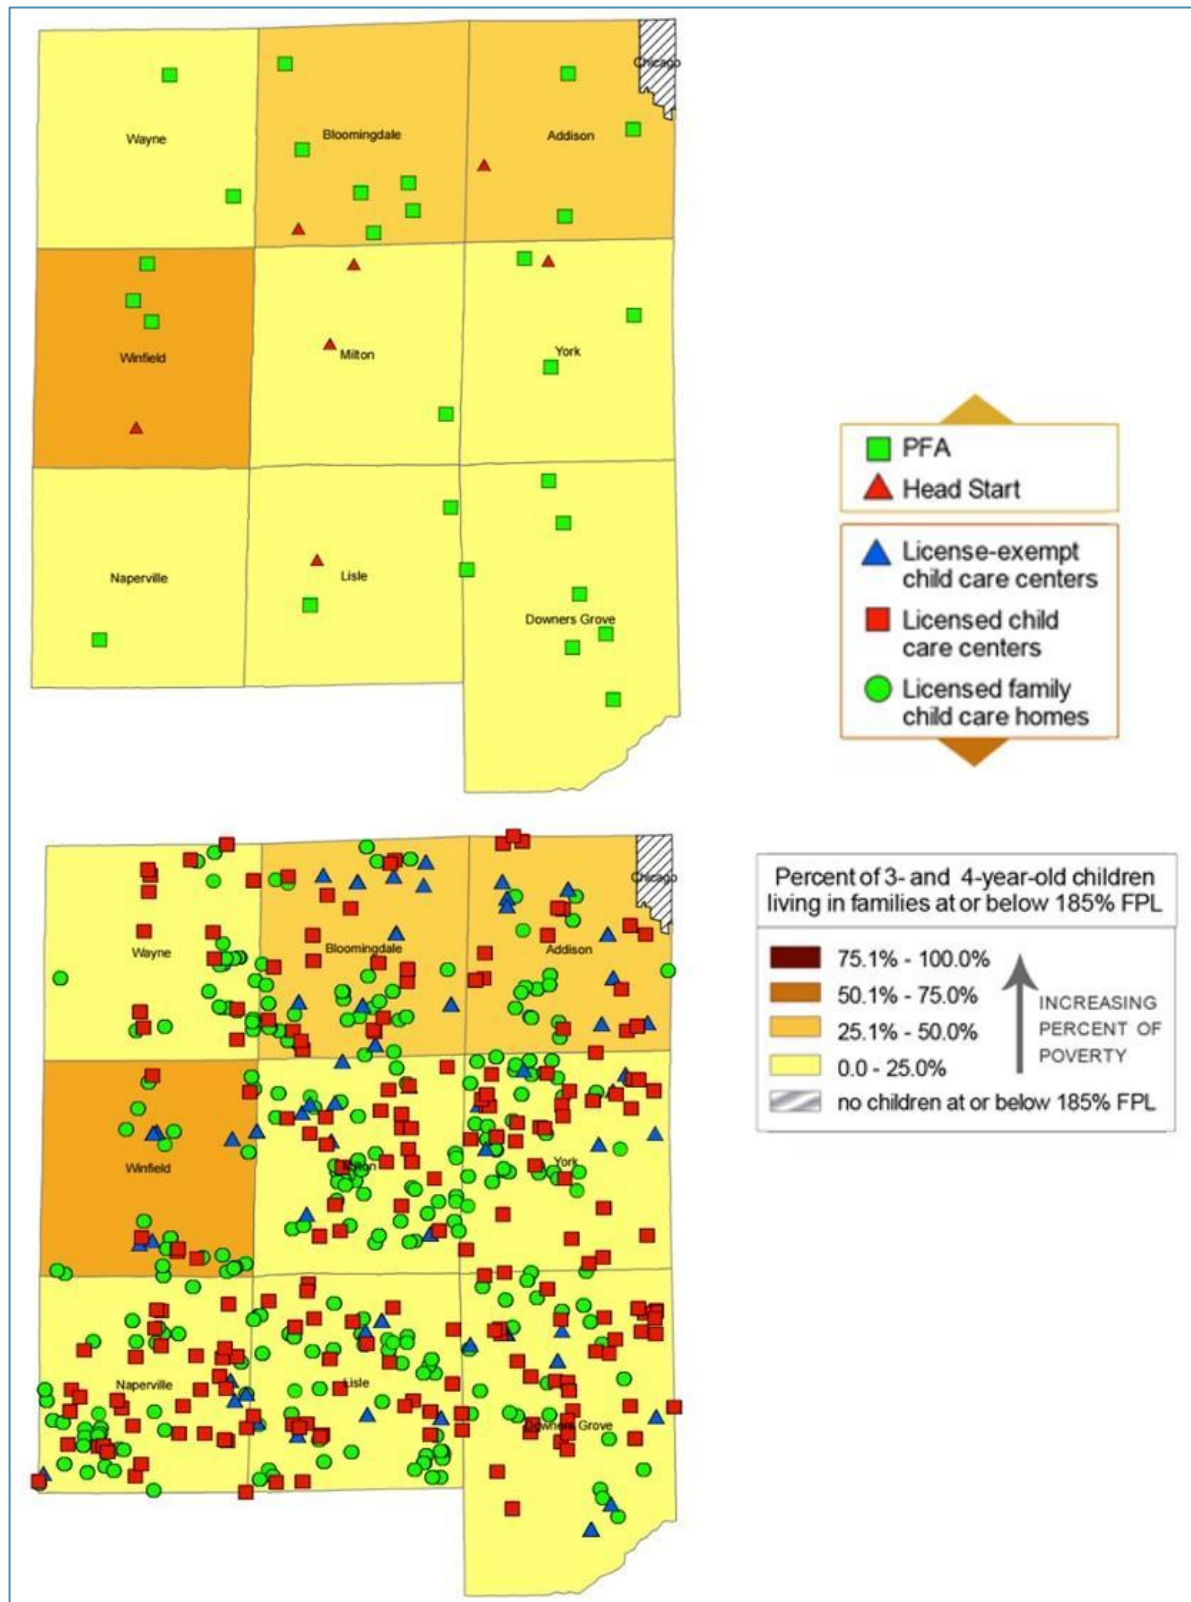 Chicago
Wayne
Bloomingdale
Addison
Winfield
Milton
York
Naperville
Lisle
Downers Grove
PFA
Head Start
License-exempt
child care centers
Licensed child
care centers
Licensed family
child care homes
Chicago
Wayne
Bloomingdale
Addison
Winfield
Milton
York
Naperville
Lisle
Downers Grove
Percent of 3- and 4-year-old children
living in families at or below 185% FPL
75.1% - 100.0%
50.1% - 75.0%
25.1% - 50.0%
0.0 - 25.0%
no children at or below 185% FPL
INCREASING
PERCENT OF
POVERTY